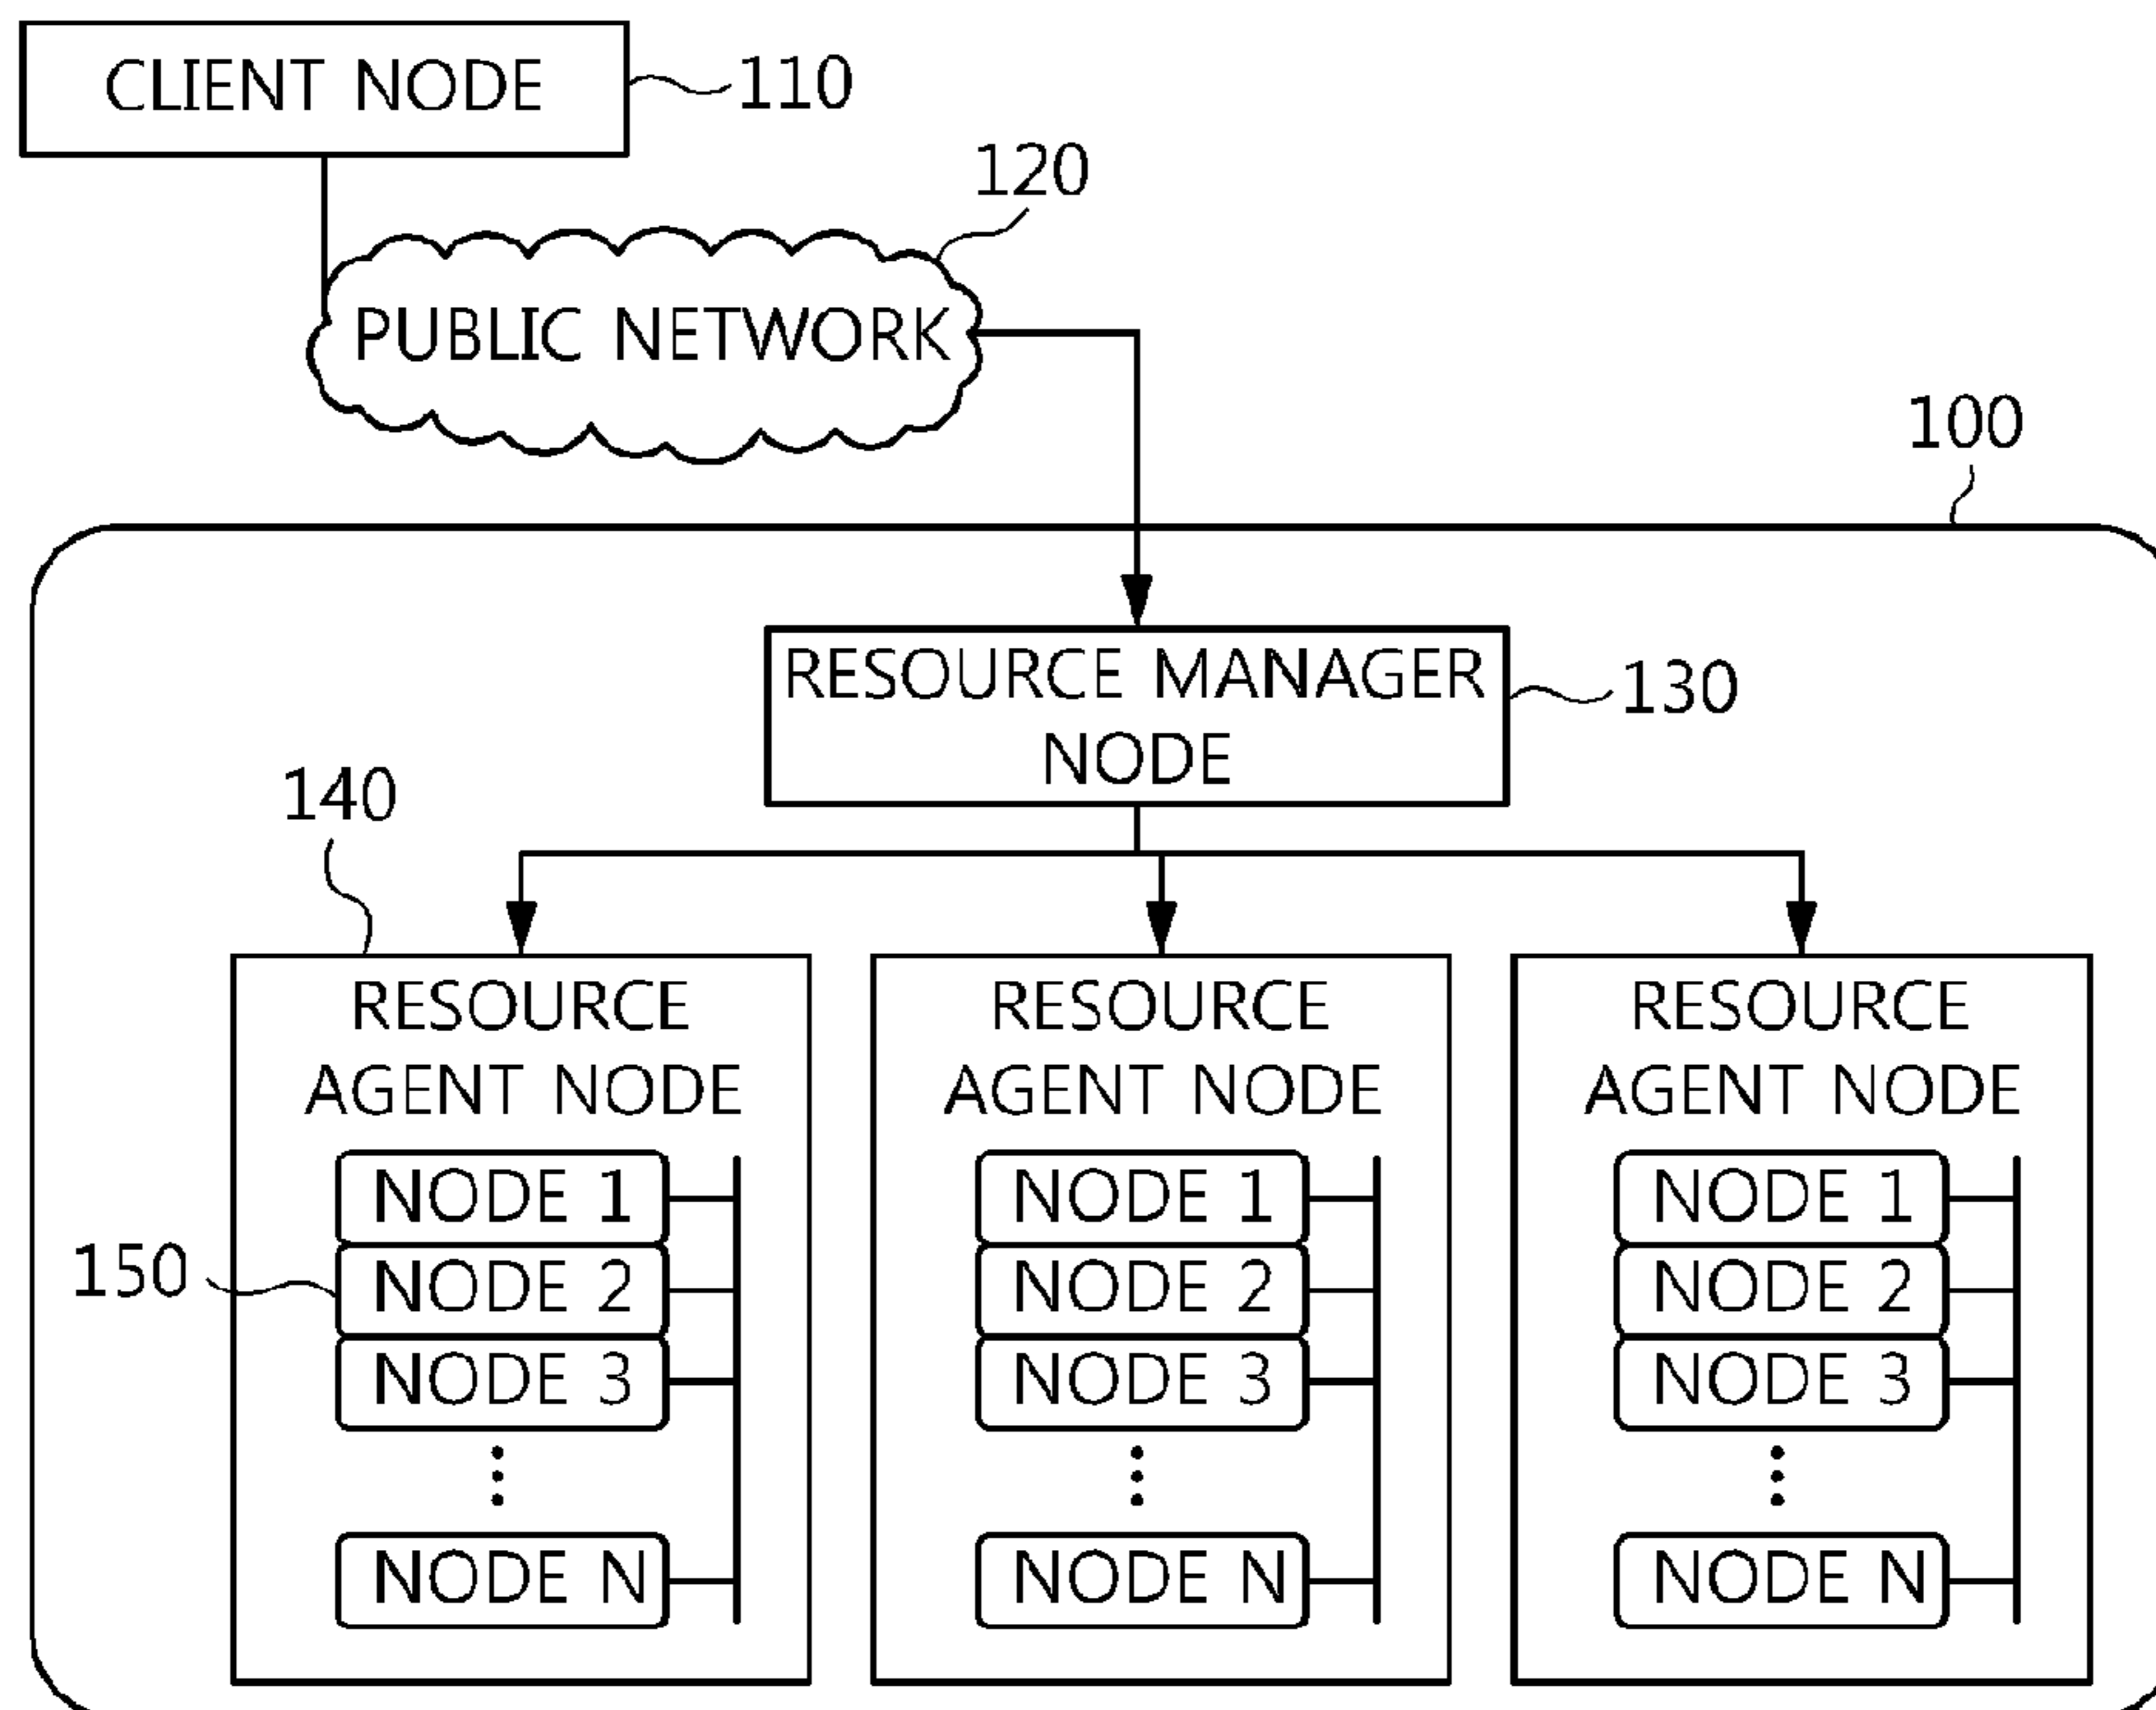 CLIENT NODE
110
120
PUBLIC NETWORK
100
RESOURCE MANAGER
NODE
130
140
RESOURCE
AGENT NODE
NODE 1
150
NODE 2
NODE 3
NODE N
RESOURCE
AGENT NODE
NODE 1
NODE 2
NODE 3
NODE N
RESOURCE
AGENT NODE
NODE 1
NODE 2
NODE 3
NODE N